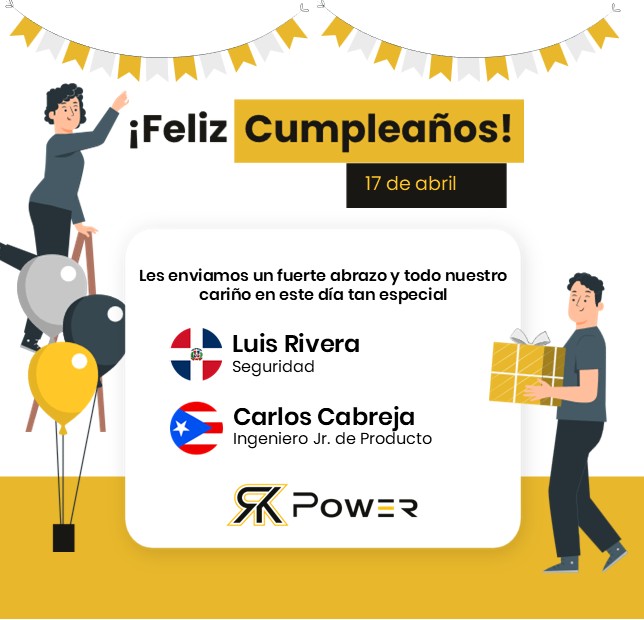 ¡Feliz Cumpleaños!
17 de abril
Les enviamos un fuerte abrazo y todo nuestro
cariño en este día tan especial
Luis Rivera
Seguridad
Carlos Cabreja
Ingeniero Jr. de Producto
RK Power